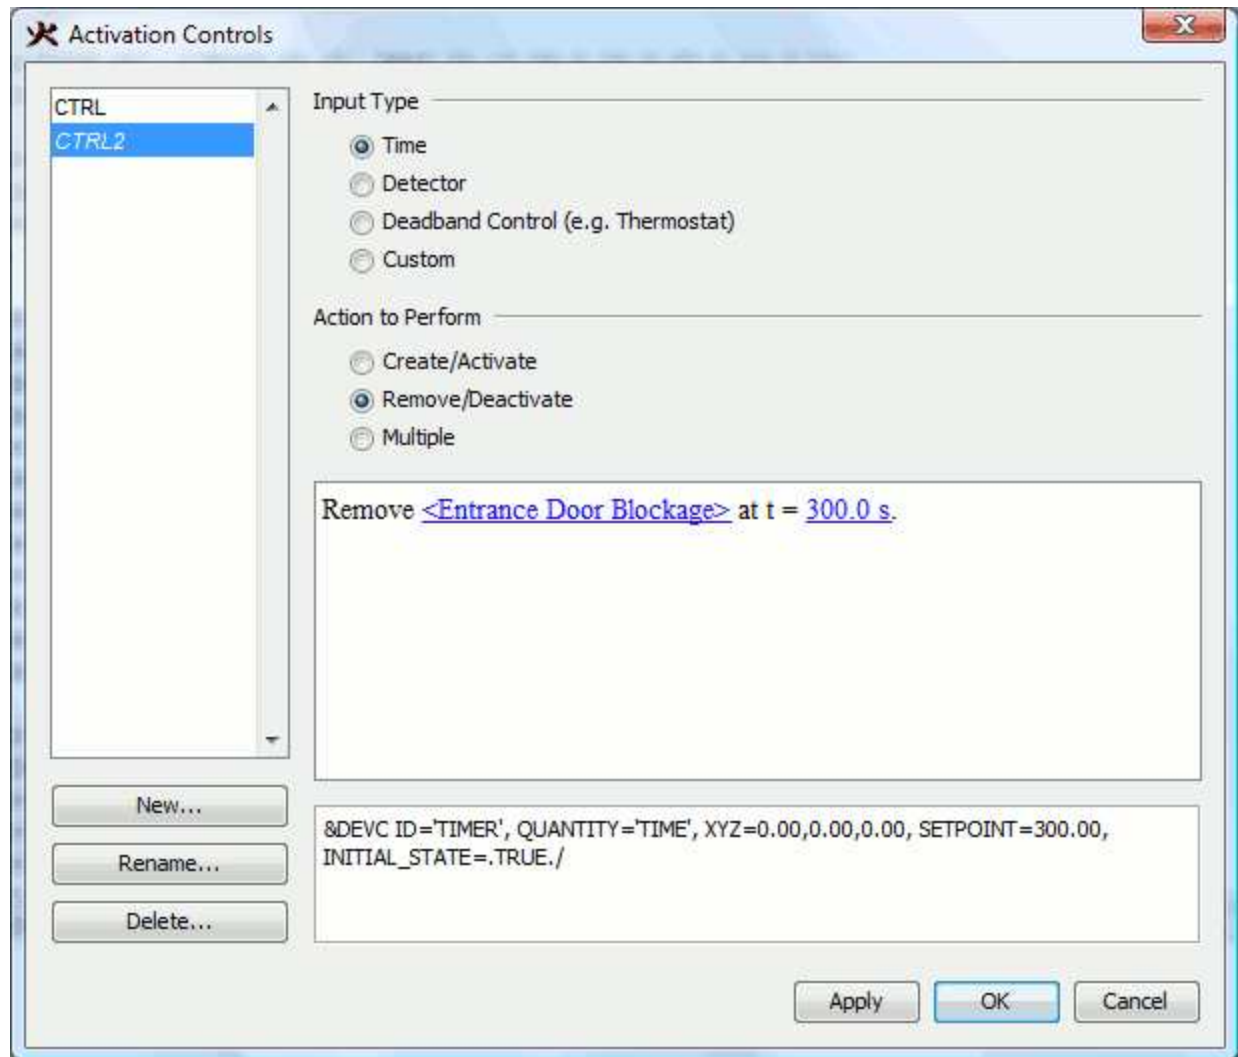 Activation Controls
CTRL
CTRL2
New...
Rename...
Delete...
Input Type
Time
Detector
Deadband Control (e.g. Thermostat)
Custom
Action to Perform
Create/Activate
Remove/Deactivate
Multiple
Remove <Entrance Door Blockage> at t = 300.0 s.
&DEVC ID='TIMER', QUANTITY='TIME', XYZ=0.00,0.00,0.00, SETPOINT=300.00,
INITIAL_STATE=.TRUE./
Apply
OK
Cancel